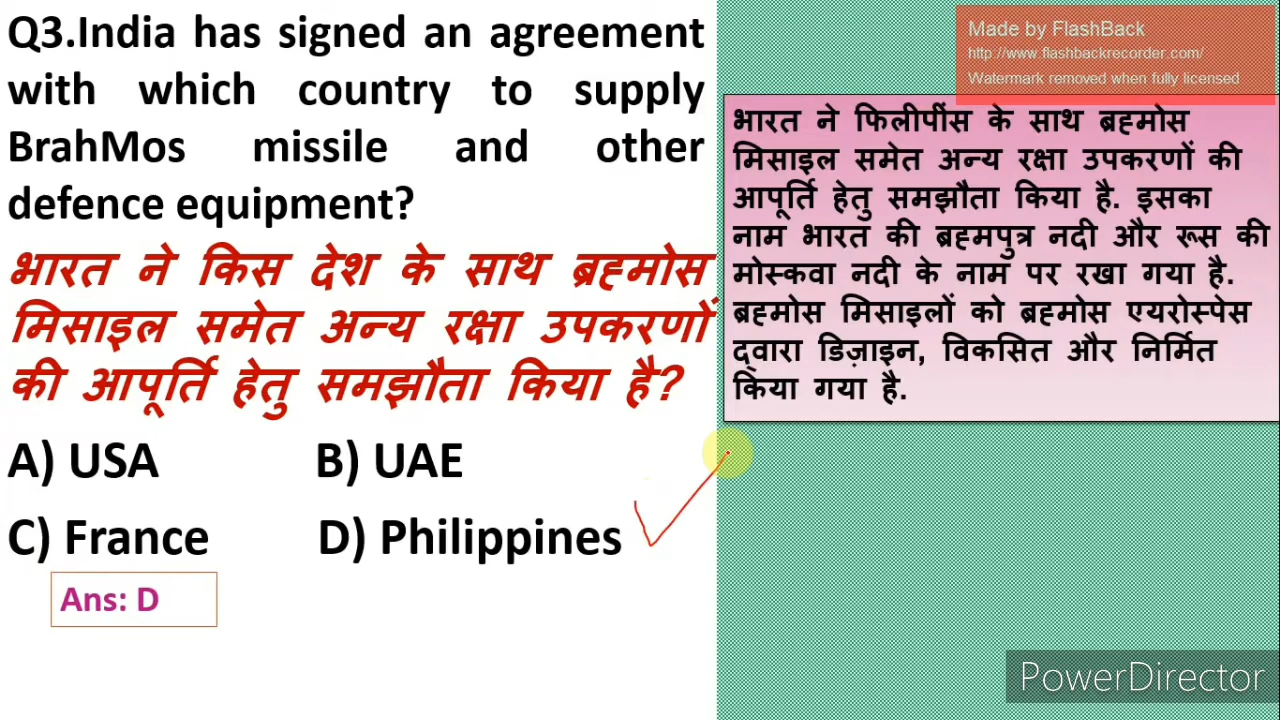 Q3.India has signed an agreement
with which country to supply
BrahMos missile and other
defence equipment?
भारत ने किस देश के साथ ब्रह्मोस
मिसाइल समेत अन्य रक्षा उपकरणों
की आपूर्ति हेतु समझौता किया है?
A) USA B) UAE
C) France D) Philippines
Ans: D
Made by FlashBack
http://www.flashbackrecorder.com/
Watermark removed when fully licensed
भारत ने फिलीपींस के साथ ब्रह्मोस
मिसाइल समेत अन्य रक्षा उपकरणों की
आपूर्ति हेतु समझौता किया है. इसका
नाम भारत की ब्रह्मपुत्र नदी और रूस की
मोस्कवा नदी के नाम पर रखा गया है.
ब्रह्मोस मिसाइलों को ब्रह्मोस एयरोस्पेस
द्वारा डिज़ाइन, विकसित और निर्मित
किया गया है.
PowerDirector